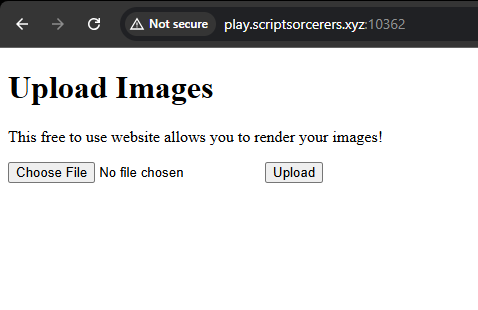 Not secure play.scriptsorcerers.xyz:10362
Upload Images
This free to use website allows you to render your images!
Choose File No file chosen Upload